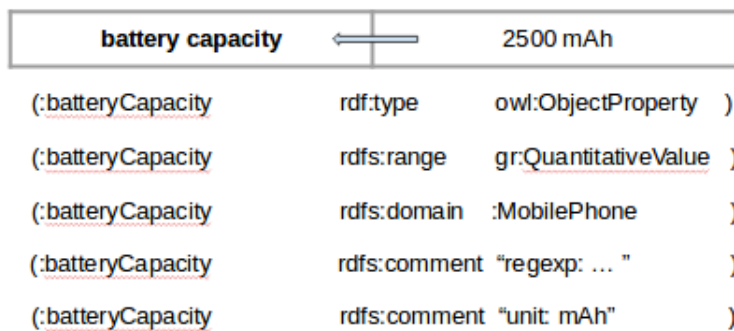 battery capacity 2500 mAh
(:batteryCapacity rdf:type owl:ObjectProperty )
(:batteryCapacity rdfs:range gr:QuantitativeValue )
(:batteryCapacity rdfs:domain :MobilePhone )
(:batteryCapacity rdfs:comment “regexp: … ” )
(:batteryCapacity rdfs:comment “unit: mAh” )